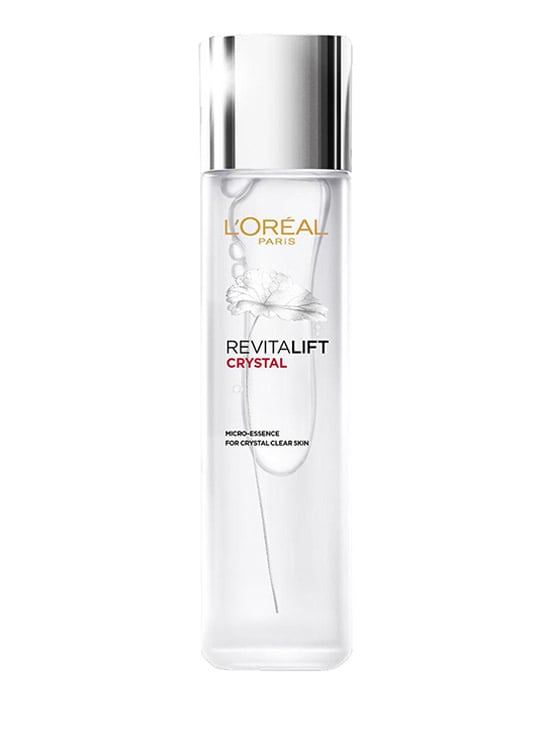 L'ORÉAL
PARIS
REVITALIFT
CRYSTAL
MICRO-ESSENCE
FOR CRYSTAL CLEAR SKIN